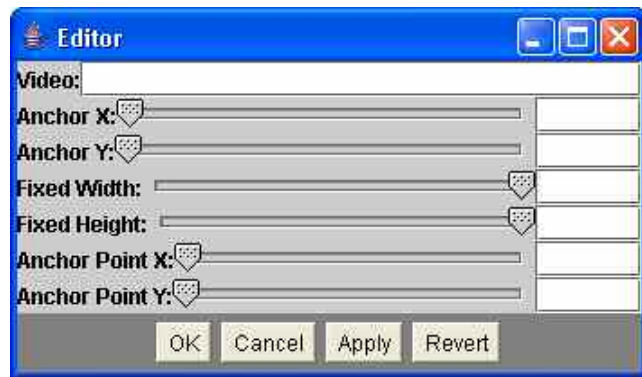 Editor
Video:
Anchor X:
Anchor Y:
Fixed Width:
Fixed Height:
Anchor Point X:
Anchor Point Y:
OK Cancel Apply Revert